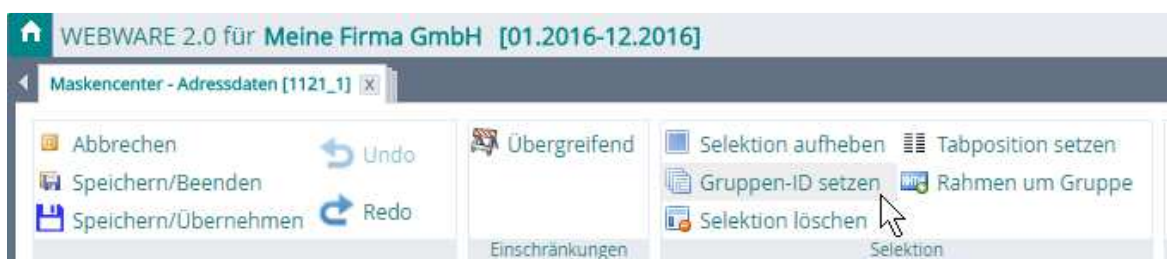 WEBWARE 2.0 für Meine Firma GmbH [01.2016-12.2016]
Maskencenter - Adressdaten [1121_1] x
Abbrechen
Speichern/Beenden
Speichern/Übernehmen
Undo
Redo
Übergreifend
Einschränkungen
Selektion aufheben
Gruppen-ID setzen
Selektion löschen
Tabposition setzen
Rahmen um Gruppe
Selektion